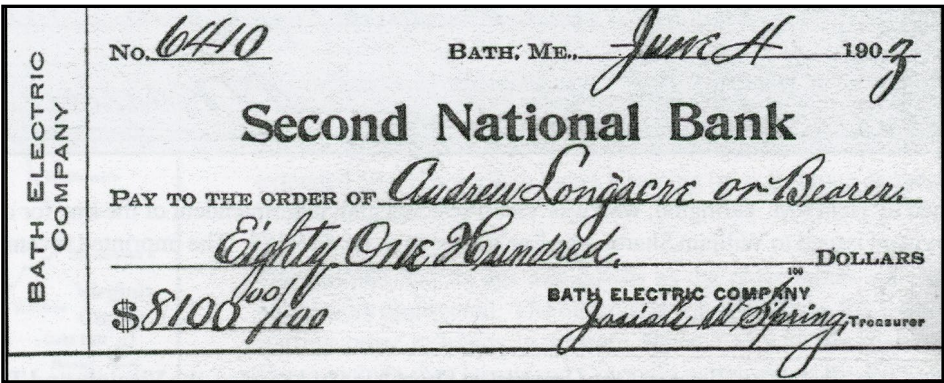 BATH ELECTRIC
COMPANY
No. 6410 BATH, ME., June 4 1903
Second National Bank
PAY TO THE ORDER OF Andrew Longacre or Bearer.
Eighty One Hundred. DOLLARS
100
$8100 00/100 BATH ELECTRIC COMPANY
W Spring, Treasurer